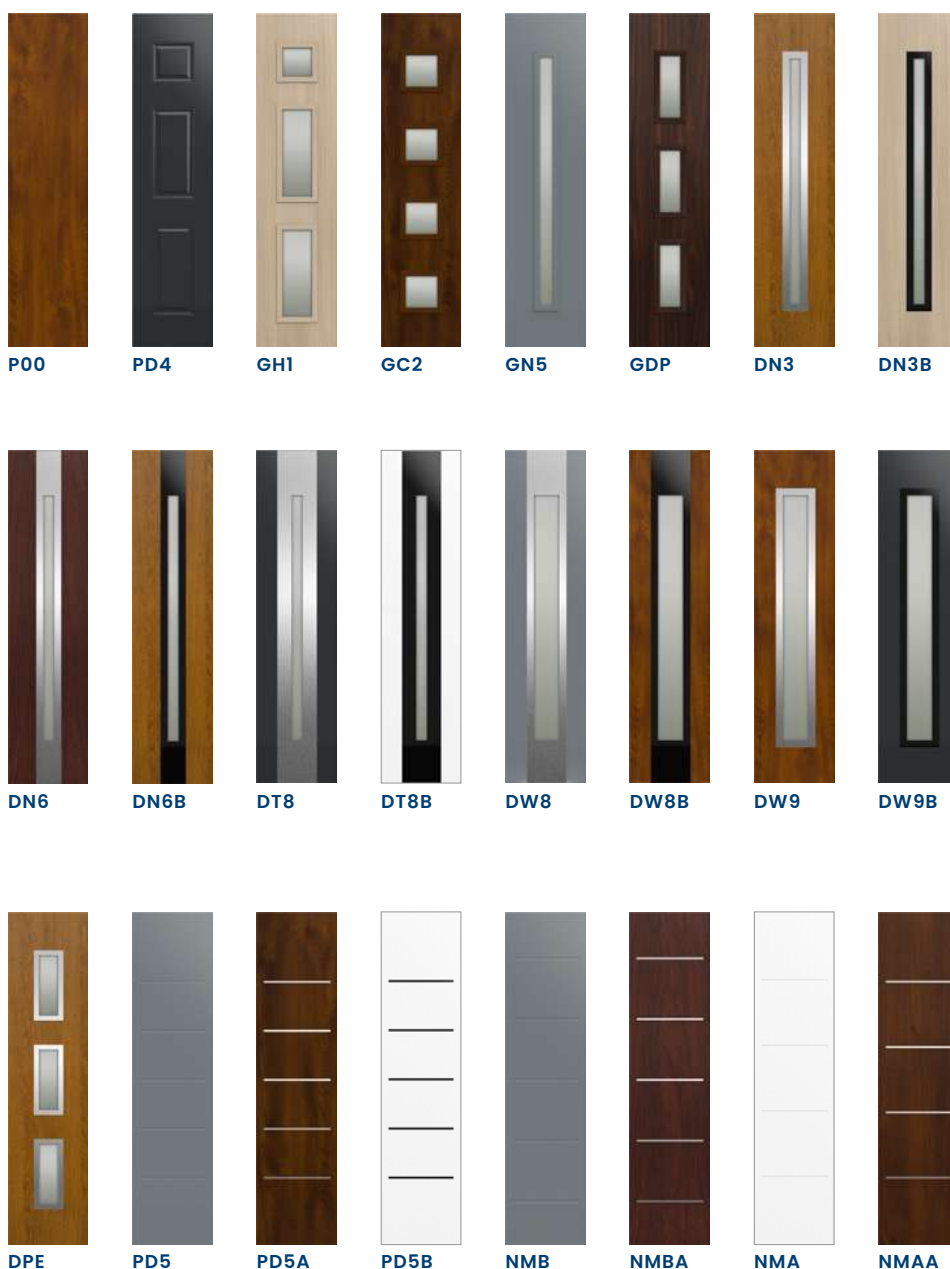 P00 PD4 GH1 GC2 GN5 GDP DN3 DN3B
DN6 DN6B DT8 DT8B DW8 DW8B DW9 DW9B
DPE PD5 PD5A PD5B NMB NMBA NMA NMAA